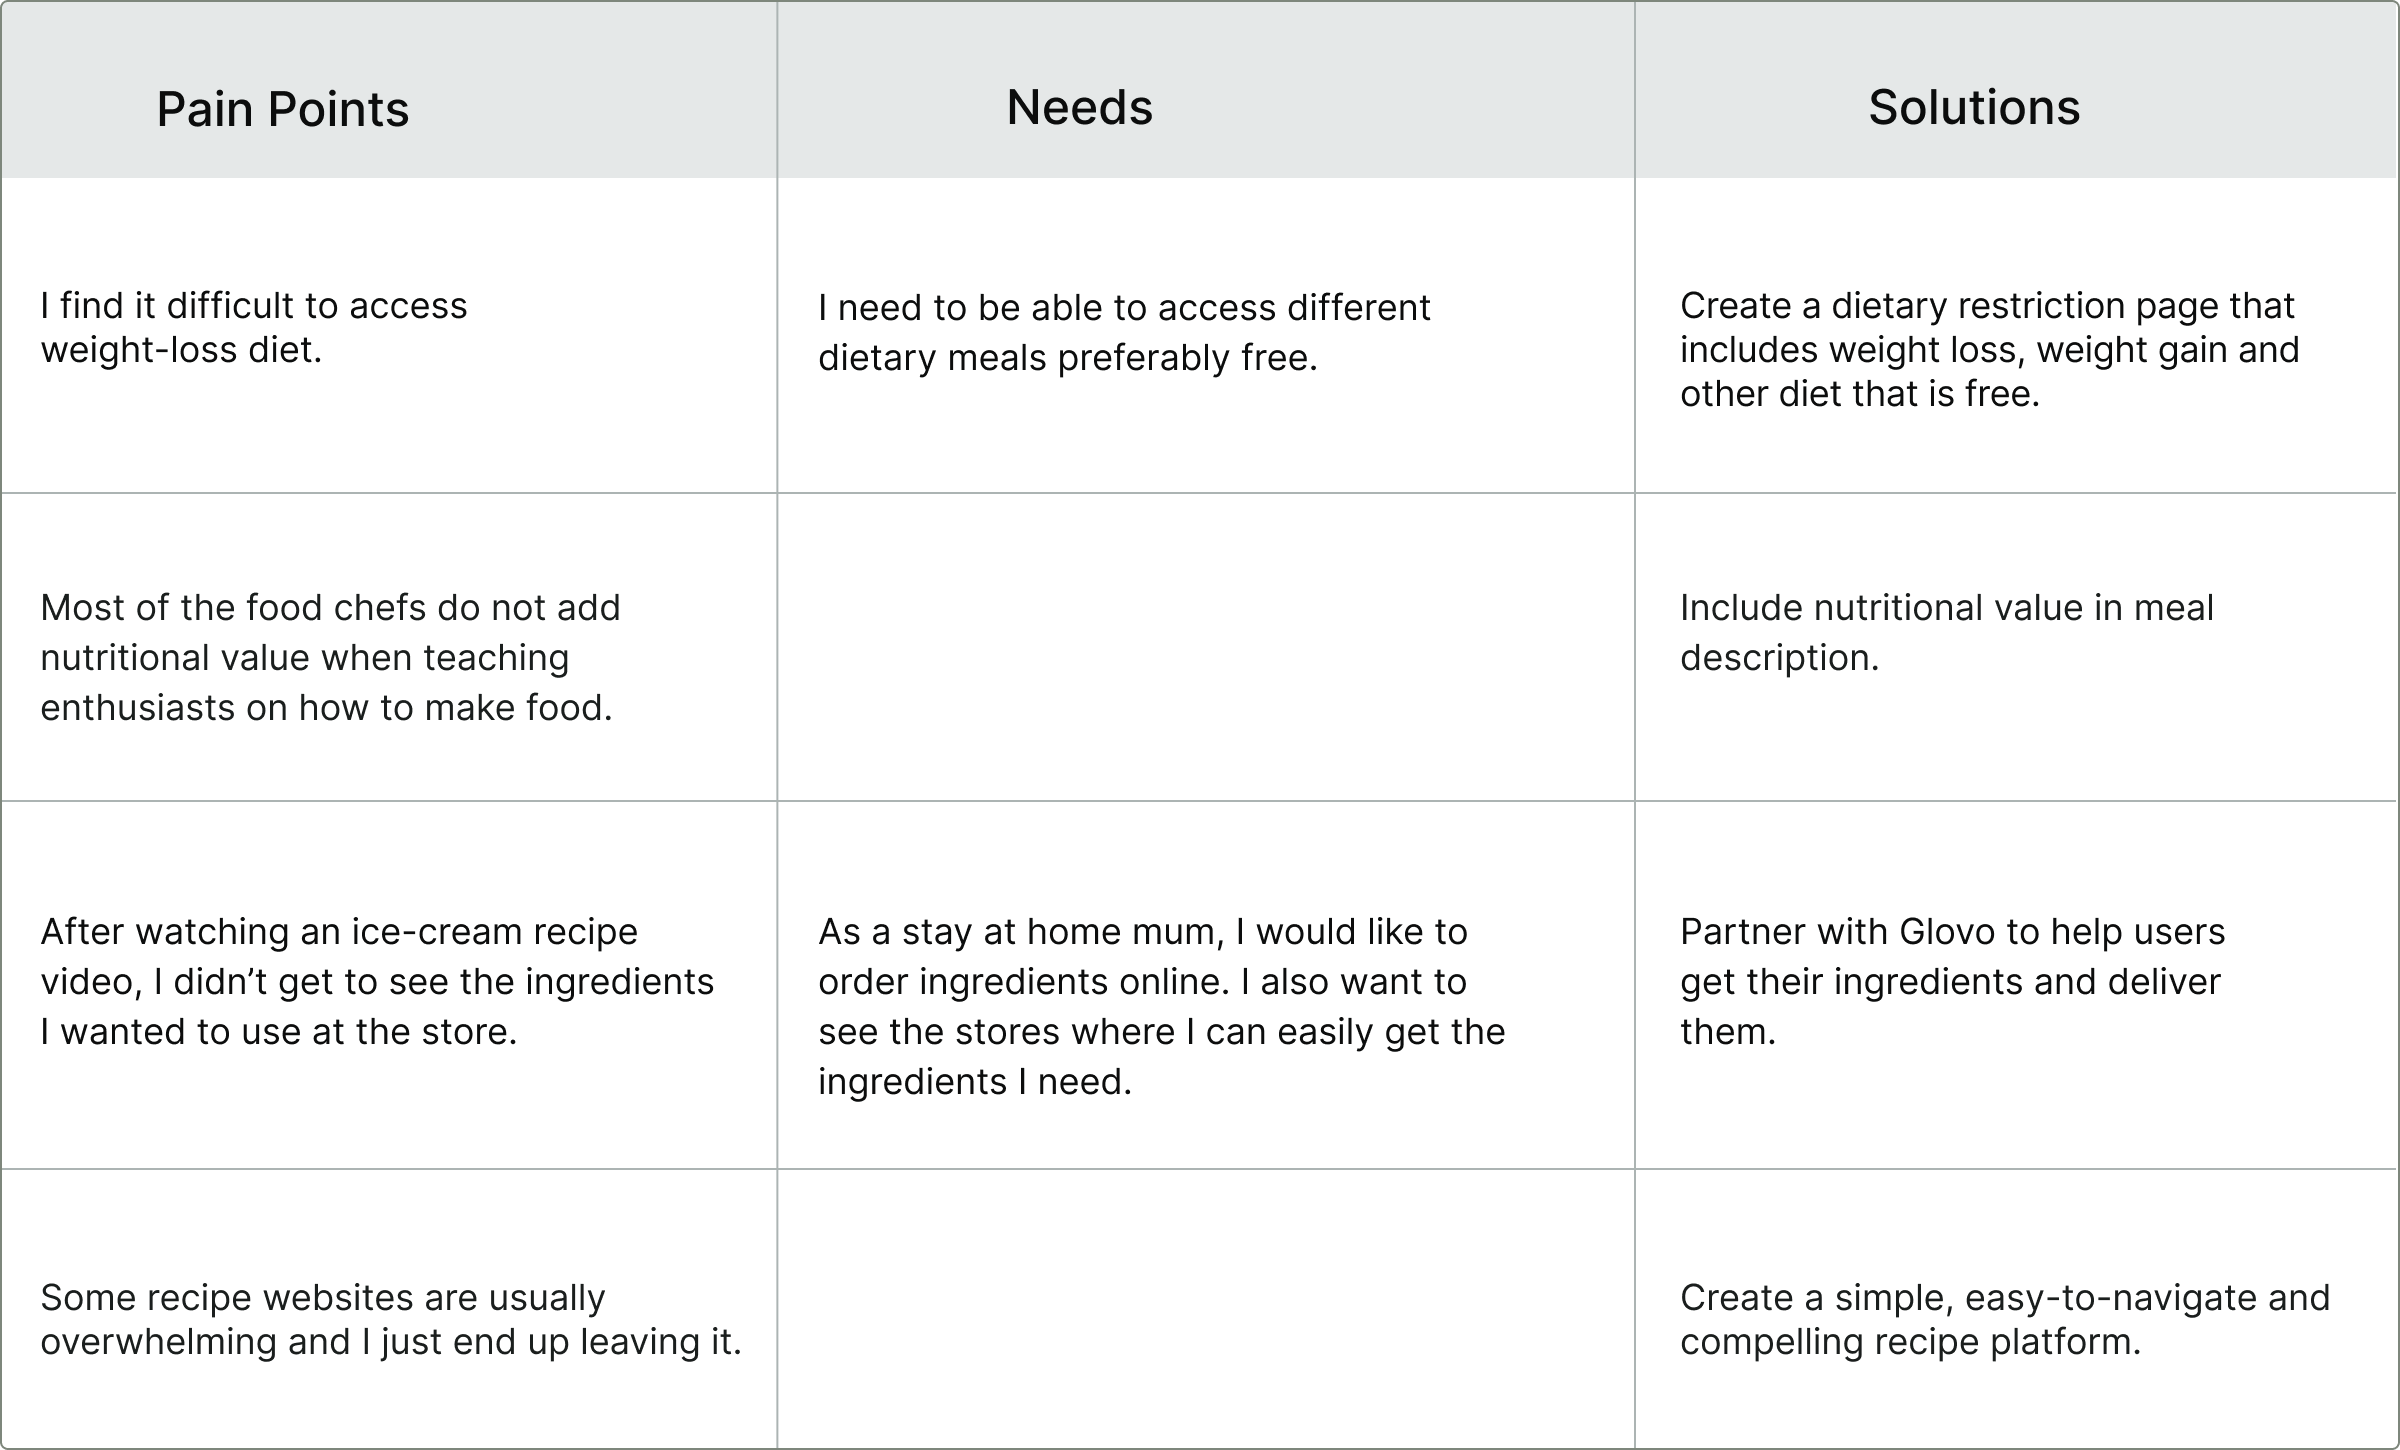 Pain Points
Needs
Solutions
I find it difficult to access
weight-loss diet.
I need to be able to access different
dietary meals preferably free.
Create a dietary restriction page that
includes weight loss, weight gain and
other diet that is free.
Most of the food chefs do not add
nutritional value when teaching
enthusiasts on how to make food.
Include nutritional value in meal
description.
After watching an ice-cream recipe
video, I didn’t get to see the ingredients
I wanted to use at the store.
As a stay at home mum, I would like to
order ingredients online. I also want to
see the stores where I can easily get the
ingredients I need.
Partner with Glovo to help users
get their ingredients and deliver
them.
Some recipe websites are usually
overwhelming and I just end up leaving it.
Create a simple, easy-to-navigate and
compelling recipe platform.